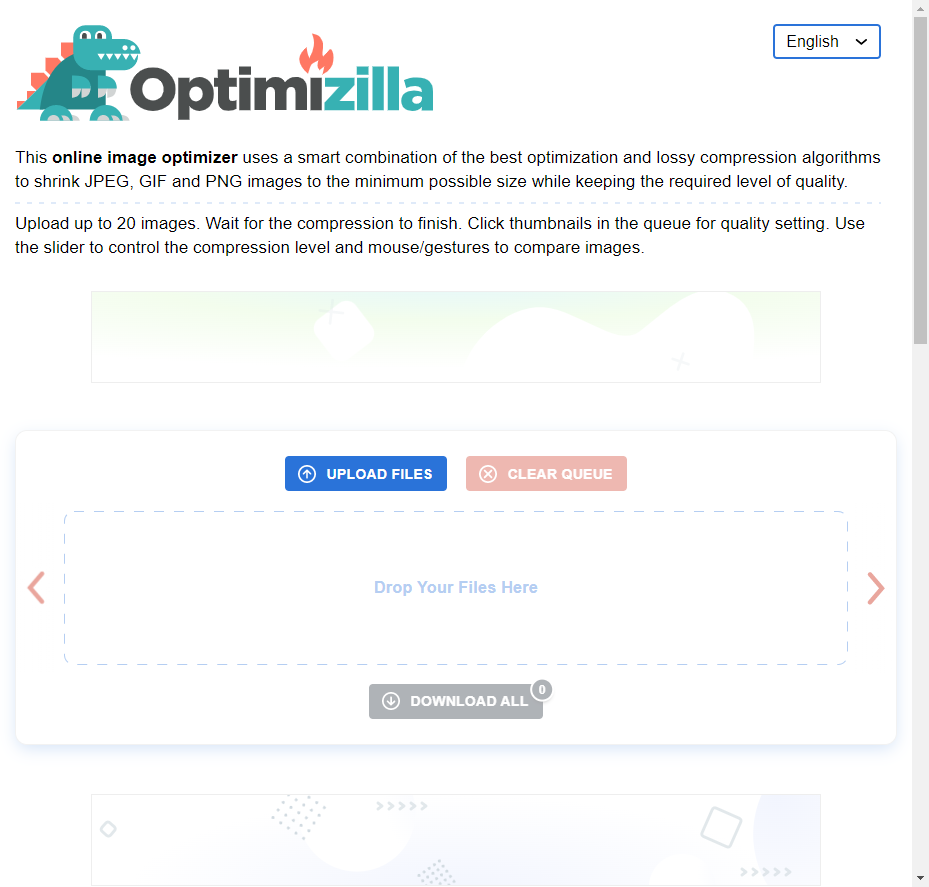 Optimizilla
English
This online image optimizer uses a smart combination of the best optimization and lossy compression algorithms
to shrink JPEG, GIF and PNG images to the minimum possible size while keeping the required level of quality.
Upload up to 20 images. Wait for the compression to finish. Click thumbnails in the queue for quality setting. Use
the slider to control the compression level and mouse/gestures to compare images.
UPLOAD FILES
CLEAR QUEUE
Drop Your Files Here
DOWNLOAD ALL
0